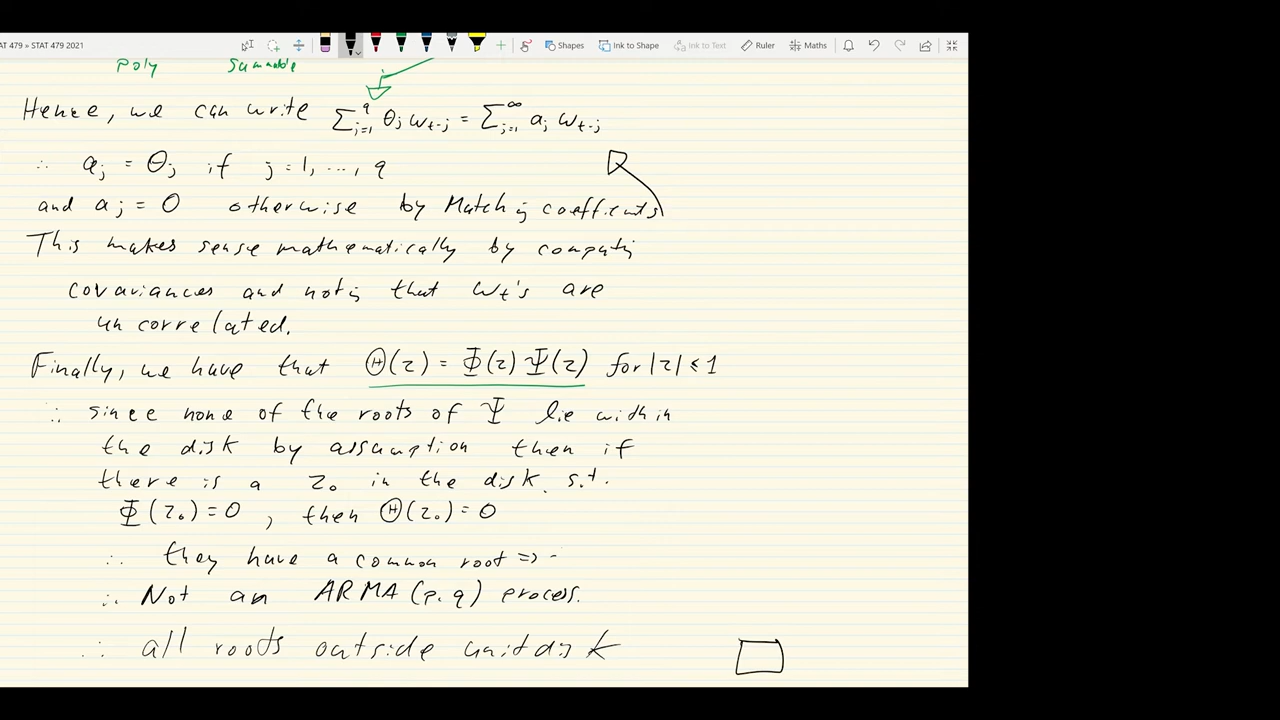 AT 479 » STAT 479 2021
Shapes
Ink to Shape
Ink to Text
Ruler
Maths
poly summable
Hence, we can write ∑_{j=1}^{q} θ_j w_{t-j} = ∑_{j=1}^{∞} a_j w_{t-j}
∴ a_j = θ_j if j=1, ..., q
and a_j = 0 otherwise by Matching coefficients
This makes sense mathematically by computing
covariances and noting that w_t's are
uncorrelated.
Finally, we have that Θ(z) = Φ(z) Ψ(z) for |z| ≤ 1
∴ since none of the roots of Ψ lie within
the disk by assumption then if
there is a z₀ in the disk s.t.
Φ(z₀)=0, then Θ(z₀)=0
∴ they have a common root =>
∴ Not an ARMA(p,q) process.
∴ all roots outside unit disk